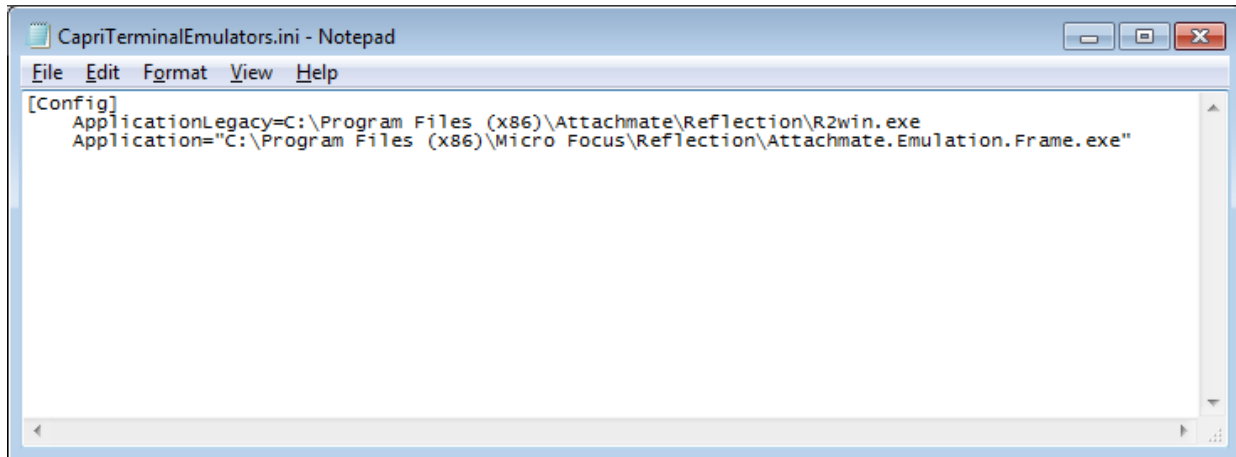 CapriTerminalEmulators.ini - Notepad
File Edit Format View Help
[Config]
    ApplicationLegacy=C:\Program Files (x86)\Attachmate\Reflection\R2win.exe
    Application="C:\Program Files (x86)\Micro Focus\Reflection\Attachmate.Emulation.Frame.exe"